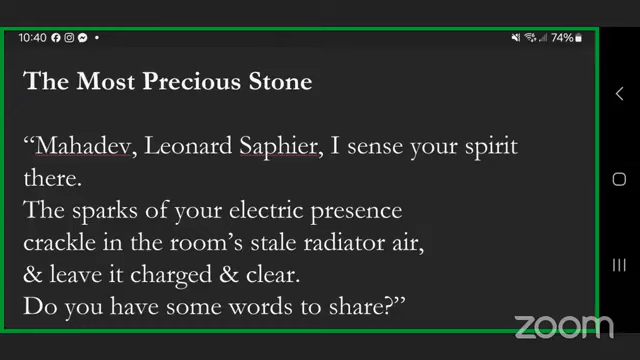 10:40 74%
The Most Precious Stone
“Mahadev, Leonard Saphier, I sense your spirit
there.
The sparks of your electric presence
crackle in the room’s stale radiator air,
& leave it charged & clear.
Do you have some words to share?”
zoom